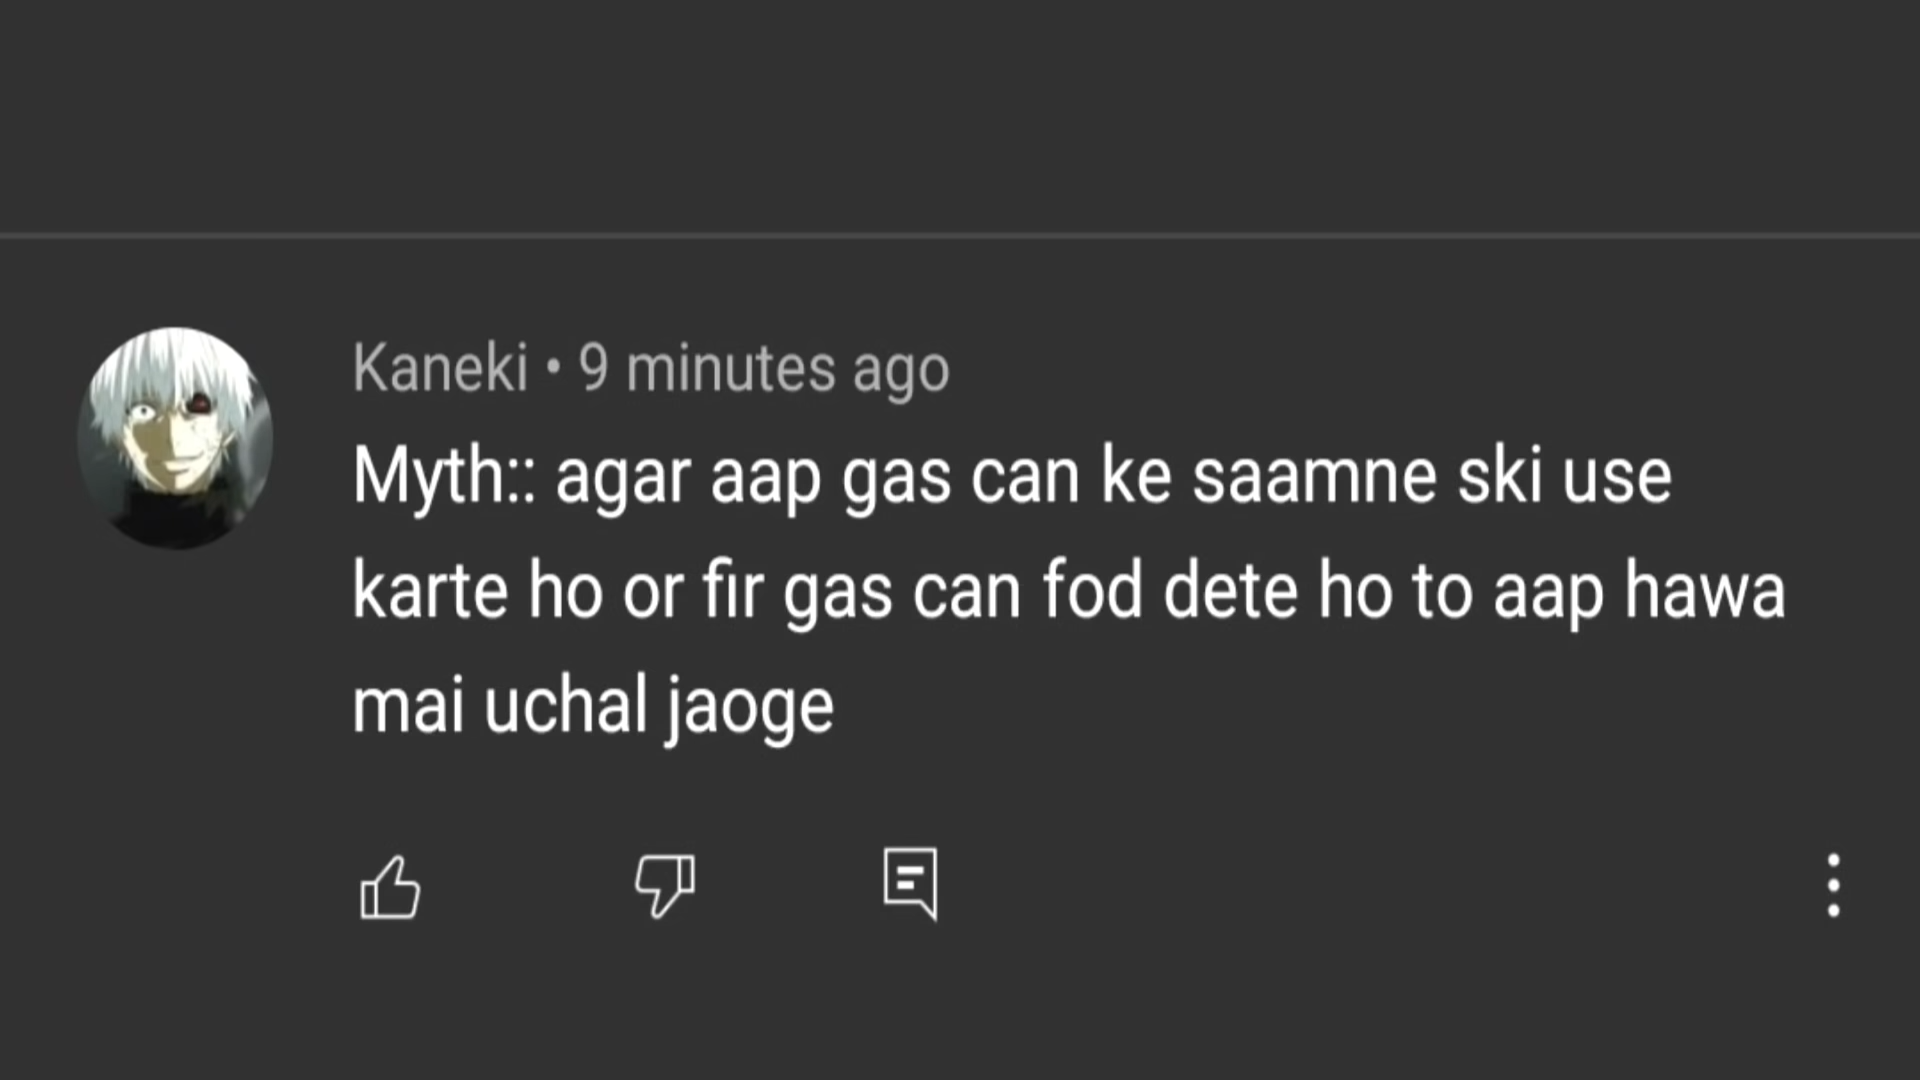 Kaneki • 9 minutes ago
Myth:: agar aap gas can ke saamne ski use
karte ho or fir gas can fod dete ho to aap hawa
mai uchal jaoge